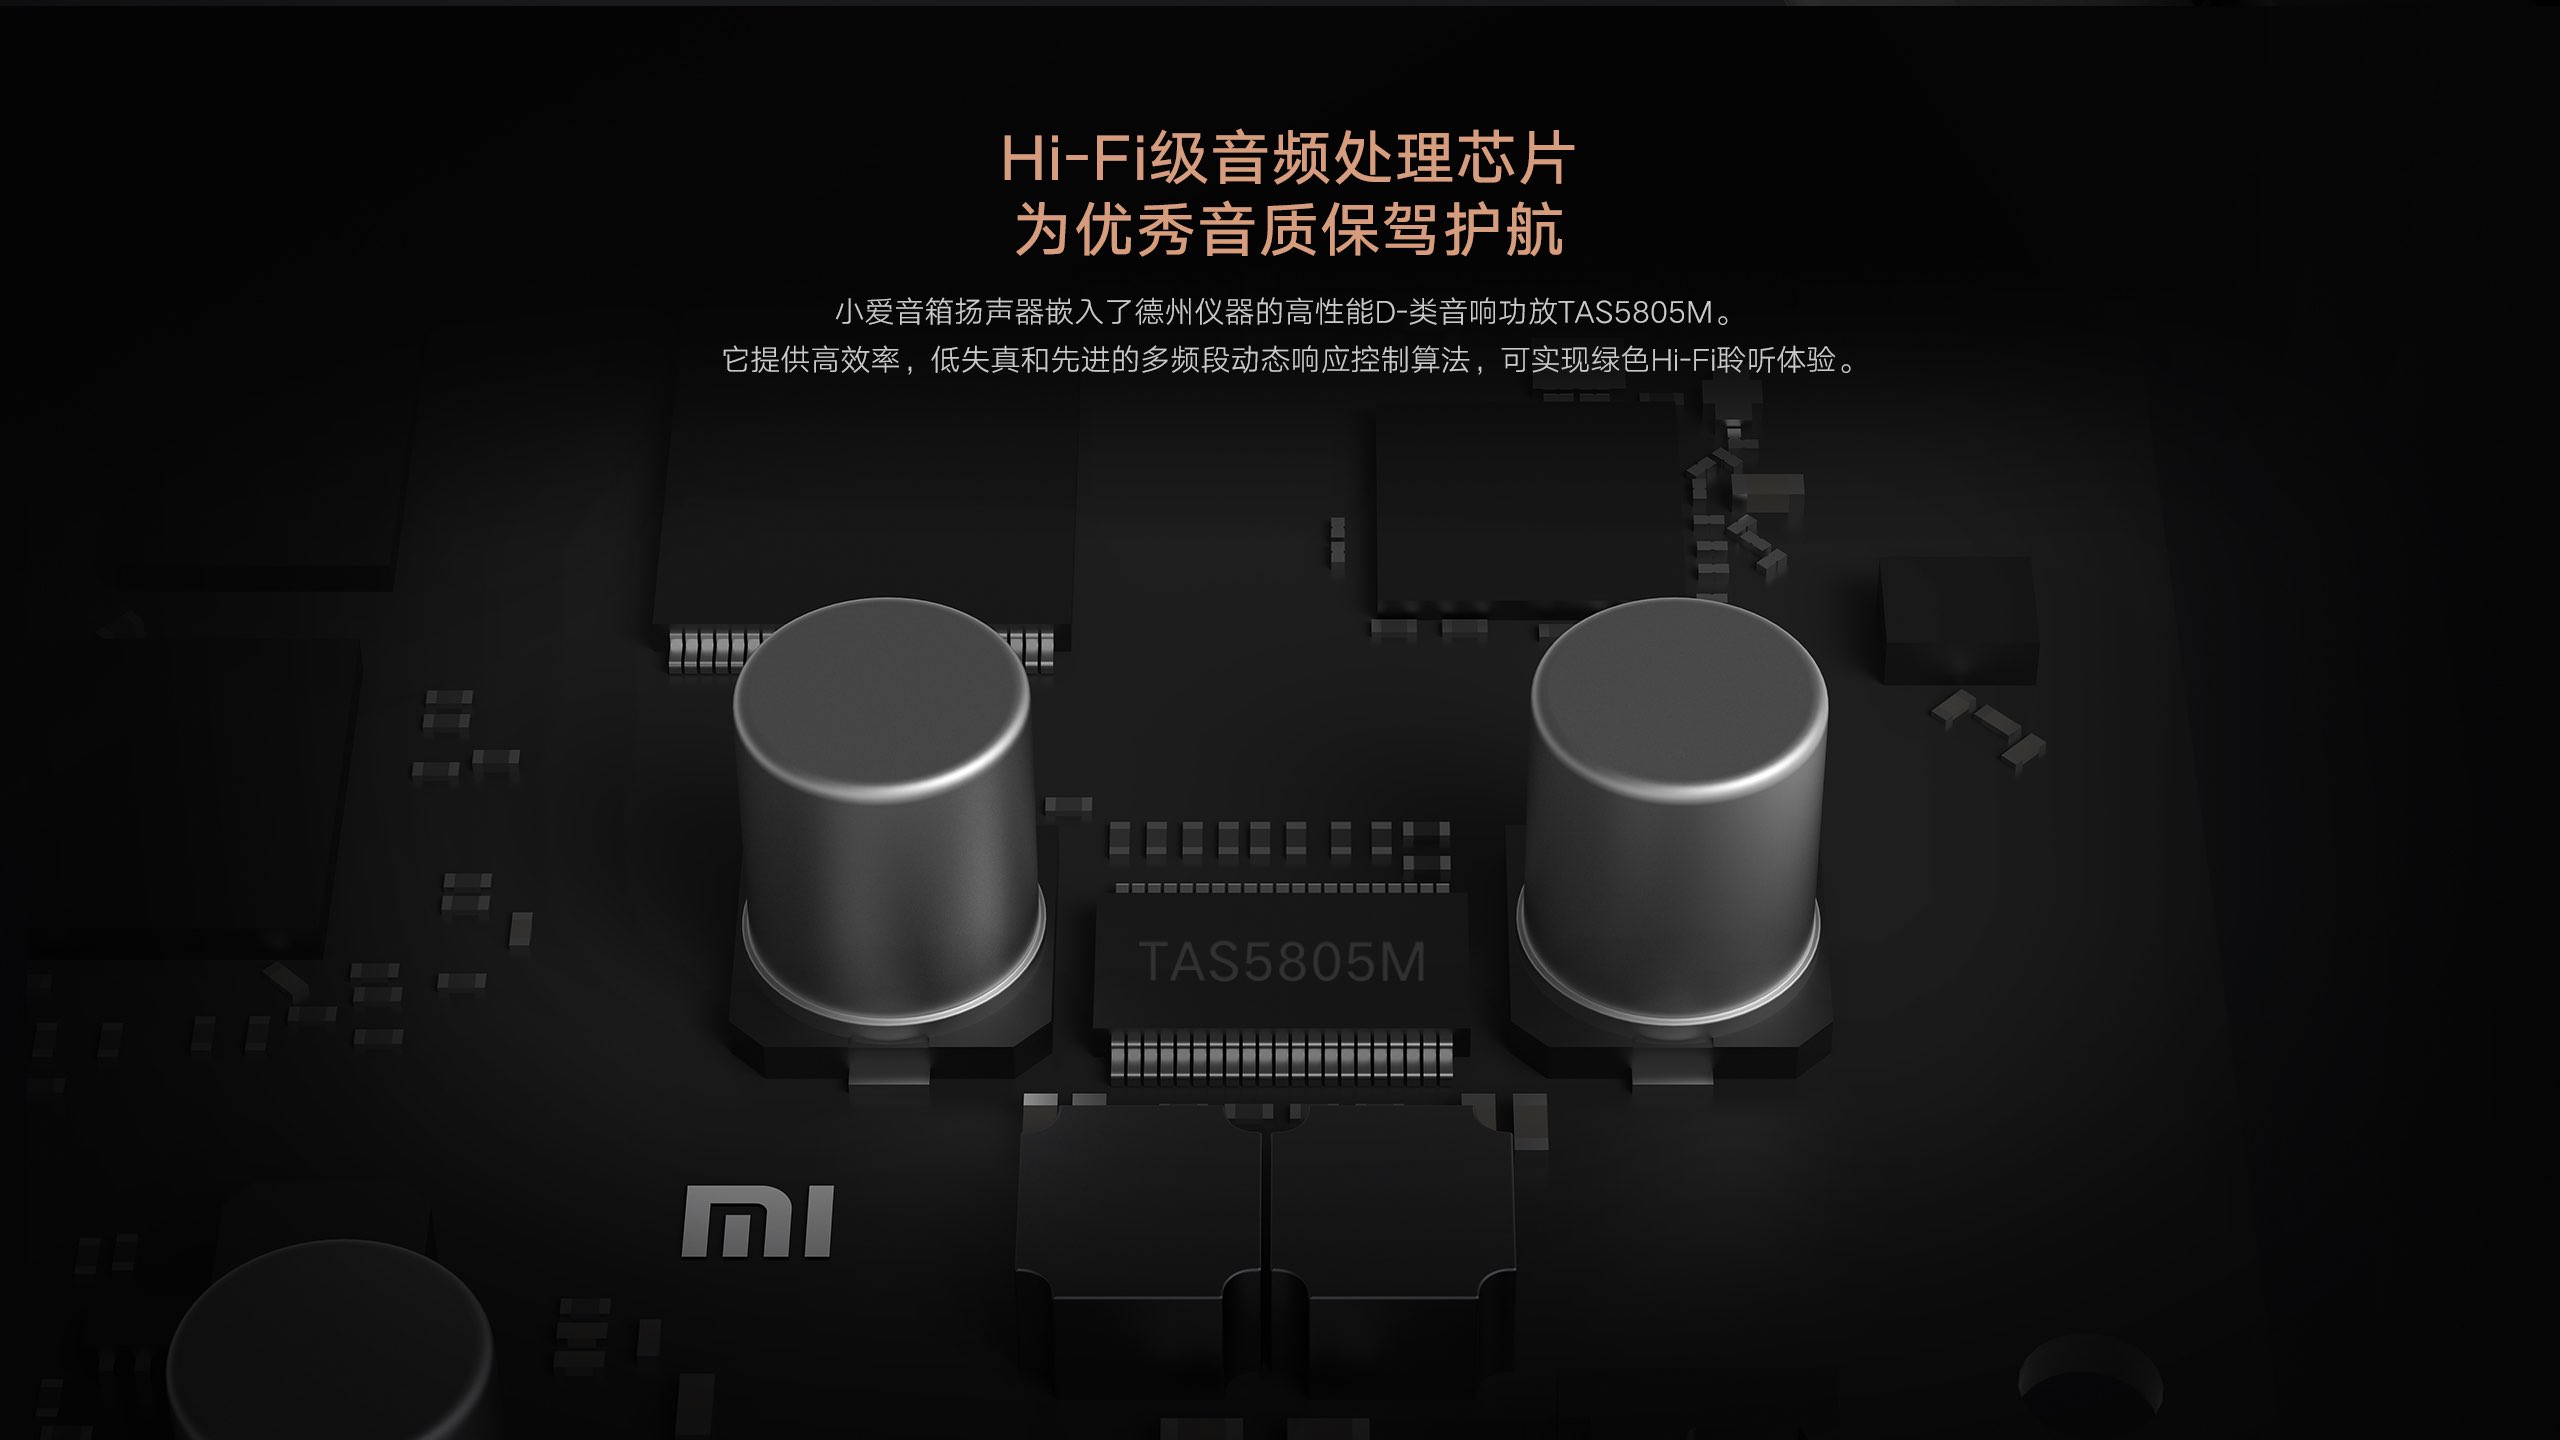 Hi-Fi级音频处理芯片
为优秀音质保驾护航
小爱音箱扬声器嵌入了德州仪器的高性能D-类音响功放TAS5805M。
它提供高效率，低失真和先进的多频段动态响应控制算法，可实现绿色Hi-Fi聆听体验。
TAS5805M
MI